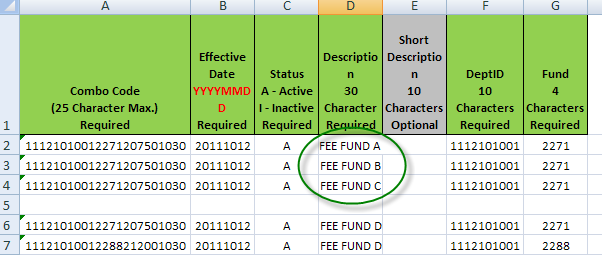 A B C D E F G
1
Combo Code
(25 Character Max.)
Required
Effective
Date
YYYYMMD
D
Required
Status
A - Active
I - Inactive
Required
Descriptio
n
30
Character
Required
Short
Descriptio
n
10
Characters
Optional
DeptID
10
Characters
Required
Fund
4
Characters
Required
2 11121010012271207501030 20111012 A FEE FUND A 1112101001 2271
3 11121010012271207501030 20111012 A FEE FUND B 1112101001 2271
4 11121010012271207501030 20111012 A FEE FUND C 1112101001 2271
5
6 11121010012271207501030 20111012 A FEE FUND D 1112101001 2271
7 11121010012288212001030 20111012 A FEE FUND D 1112101001 2288